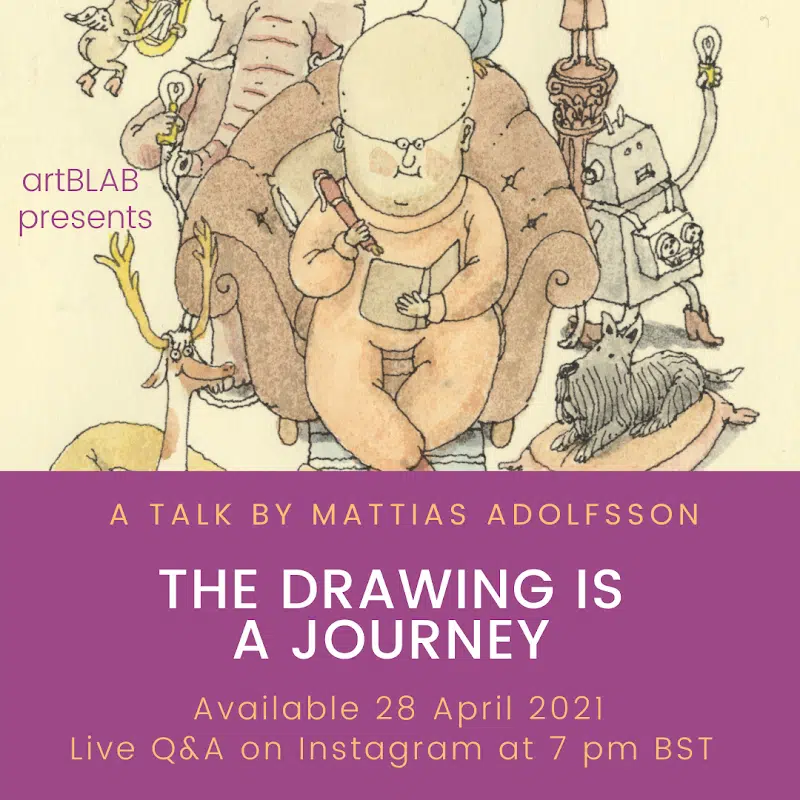 artBLAB
presents
A TALK BY MATTIAS ADOLFSSON
THE DRAWING IS
A JOURNEY
Available 28 April 2021
Live Q&A on Instagram at 7 pm BST